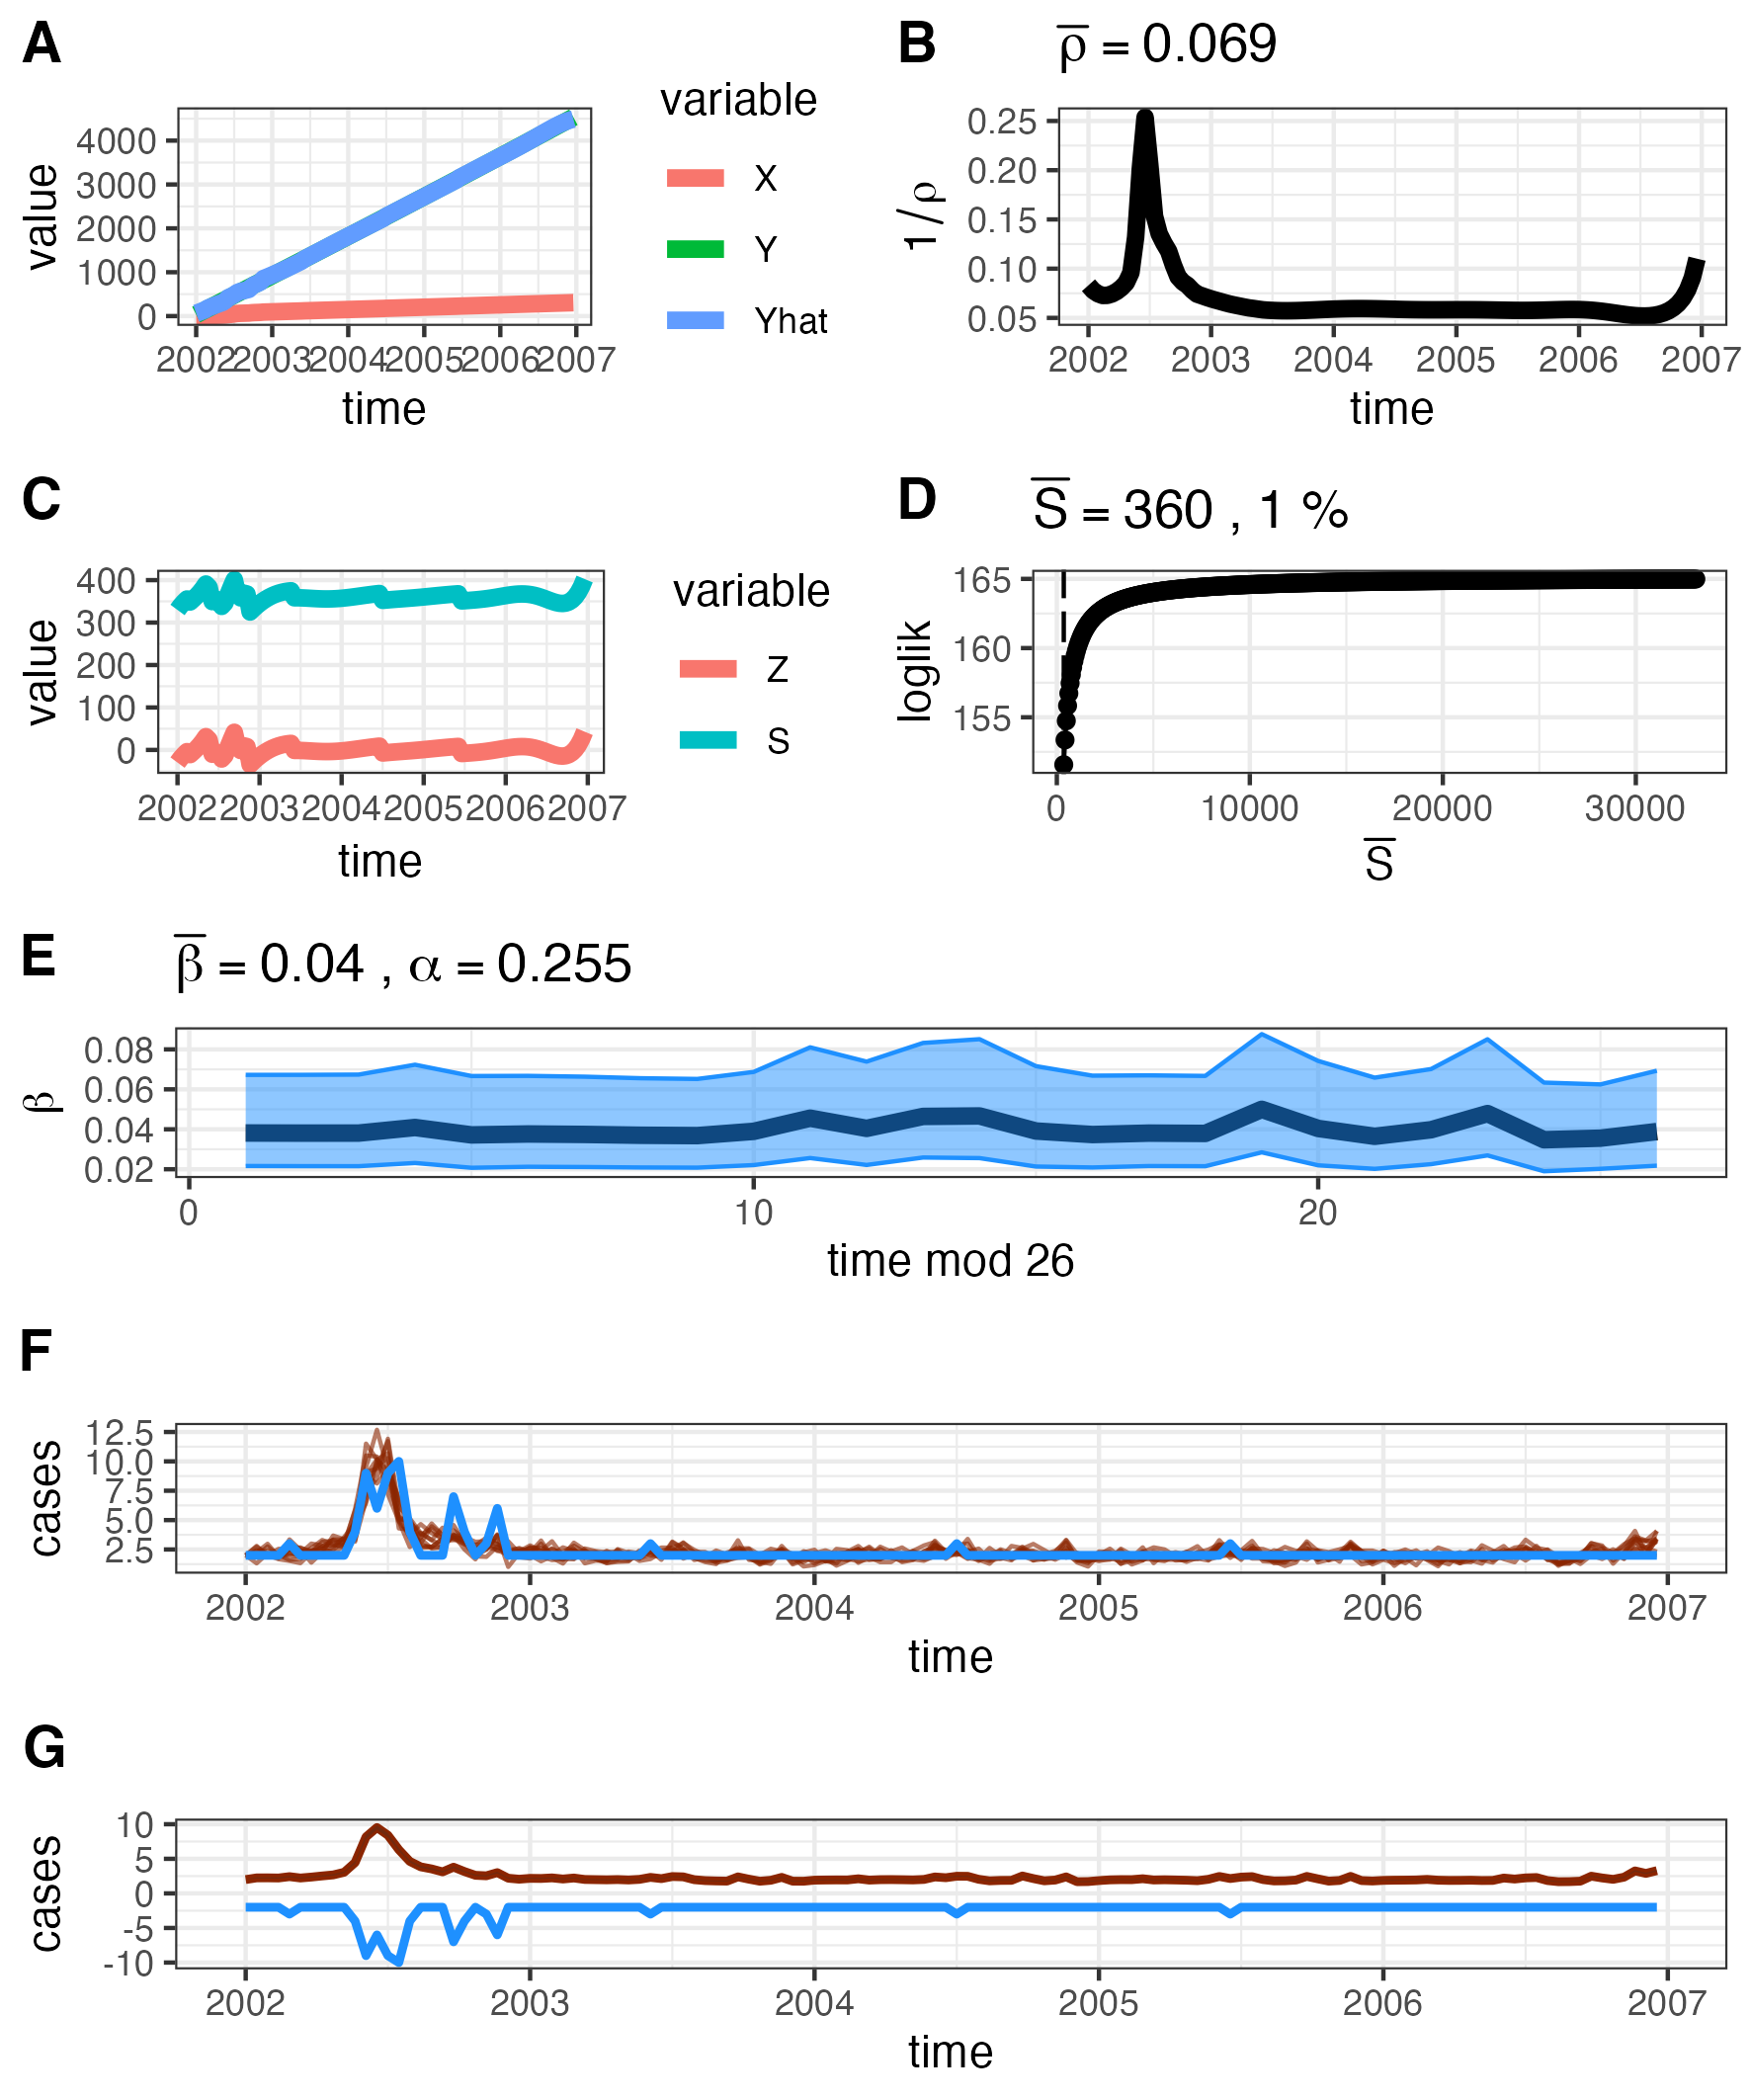 A
variable
value
4000
3000
2000
1000
0
X
Y
Yhat
2002 2003 2004 2005 2006 2007
time
B
ρ̅ = 0.069
1/ρ
0.25
0.20
0.15
0.10
0.05
2002 2003 2004 2005 2006 2007
time
C
variable
value
400
300
200
100
0
Z
S
2002 2003 2004 2005 2006 2007
time
D
S̅ = 360 , 1 %
loglik
165
160
155
0 10000 20000 30000
S̅
E
β̅ = 0.04 , α = 0.255
β
0.08
0.06
0.04
0.02
0 10 20
time mod 26
F
cases
12.5
10.0
7.5
5.0
2.5
2002 2003 2004 2005 2006 2007
time
G
cases
10
5
0
-5
-10
2002 2003 2004 2005 2006 2007
time